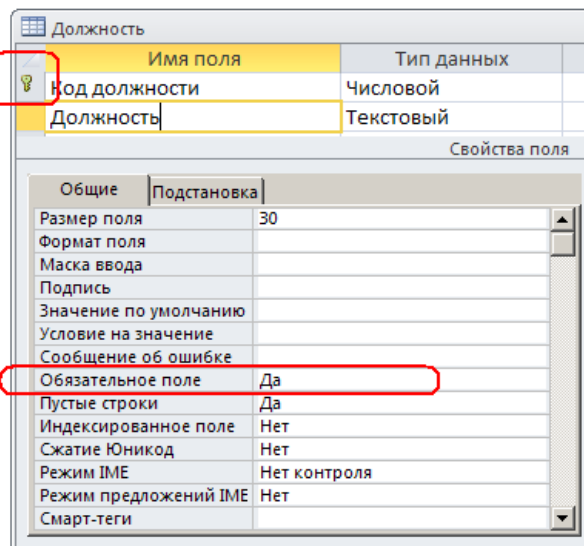 Должность
Имя поля Тип данных
Код должности Числовой
Должность Текстовый
Свойства поля
Общие Подстановка
Размер поля 30
Формат поля
Маска ввода
Подпись
Значение по умолчанию
Условие на значение
Сообщение об ошибке
Обязательное поле Да
Пустые строки Да
Индексированное поле Нет
Сжатие Юникод Нет
Режим IME Нет контроля
Режим предложений IME Нет
Смарт-теги